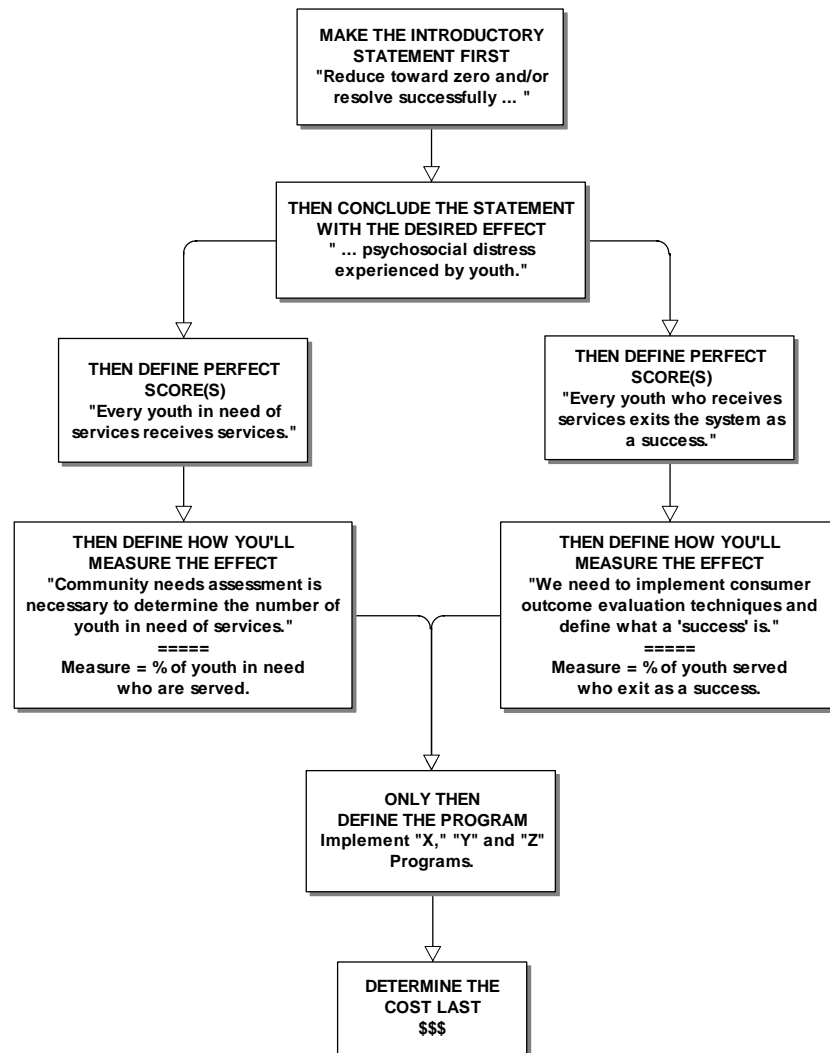 MAKE THE INTRODUCTORY
STATEMENT FIRST
"Reduce toward zero and/or
resolve successfully ... "
THEN CONCLUDE THE STATEMENT
WITH THE DESIRED EFFECT
" ... psychosocial distress
experienced by youth."
THEN DEFINE PERFECT
SCORE(S)
"Every youth in need of
services receives services."
THEN DEFINE PERFECT
SCORE(S)
"Every youth who receives
services exits the system as
a success."
THEN DEFINE HOW YOU'LL
MEASURE THE EFFECT
"Community needs assessment is
necessary to determine the number of
youth in need of services."
=====
Measure = % of youth in need
who are served.
THEN DEFINE HOW YOU'LL
MEASURE THE EFFECT
"We need to implement consumer
outcome evaluation techniques and
define what a 'success' is."
=====
Measure = % of youth served
who exit as a success.
ONLY THEN
DEFINE THE PROGRAM
Implement "X," "Y" and "Z"
Programs.
DETERMINE THE
COST LAST
$$$